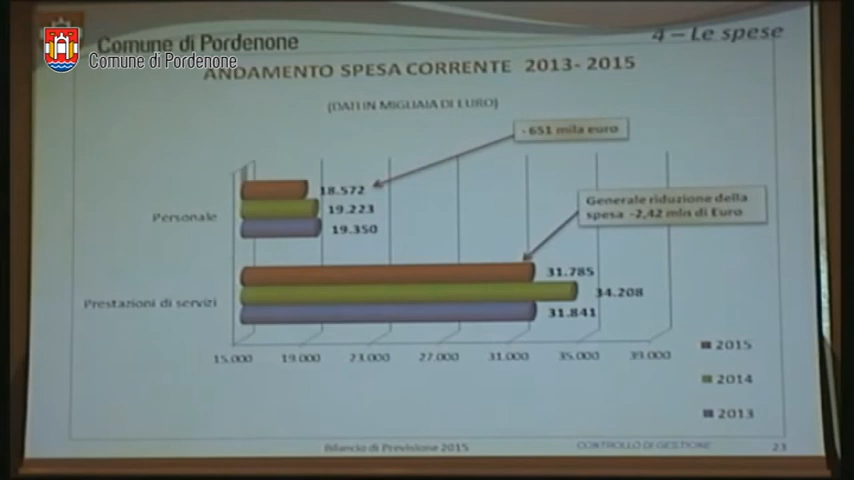 Comune di Pordenone
Comune di Pordenone
4 – Le spese
ANDAMENTO SPESA CORRENTE 2013- 2015
(DATI IN MIGLIAIA DI EURO)
- 651 mila euro
Personale
18.572
19.223
19.350
Generale riduzione della
spesa -2,42 mln di Euro
Prestazioni di servizi
31.785
34.208
31.841
15.000 19.000 23.000 27.000 31.000 35.000 39.000
2015
2014
2013
Bilancio di Previsione 2015 CONTROLLO DI GESTIONE 23